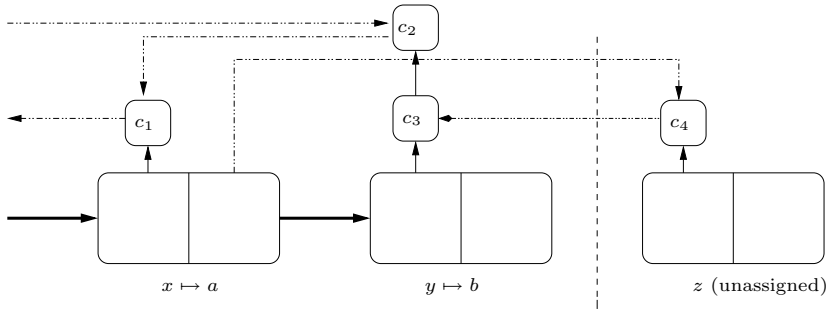 c₂
c₁
c₃
c₄
x ↦ a
y ↦ b
z (unassigned)